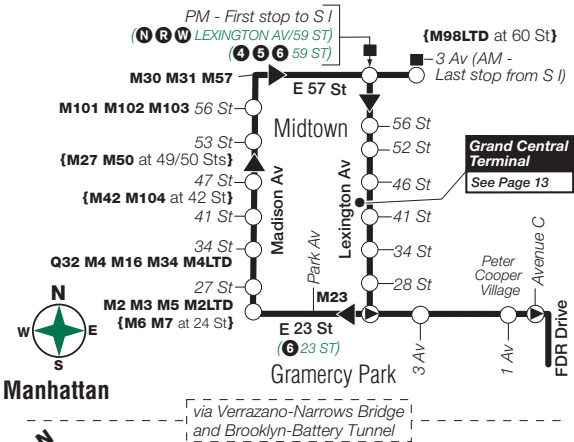 PM - First stop to S I
(N R W LEXINGTON AV/59 ST)
(4 5 6 59 ST)
{M98LTD at 60 St}
3 Av (AM -
Last stop from S I)
M30 M31 M57
E 57 St
M101 M102 M103 56 St
Midtown
56 St
53 St
52 St
{M27 M50 at 49/50 Sts}
Grand Central
Terminal
See Page 13
47 St
46 St
{M42 M104 at 42 St}
Madison Av
Lexington Av
41 St
41 St
34 St
34 St
Q32 M4 M16 M34 M4LTD
Park Av
27 St
28 St
Peter
Cooper
Village
Avenue C
M2 M3 M5 M2LTD
M23
{M6 M7 at 24 St}
E 23 St
(6 23 ST)
3 Av
1 Av
FDR Drive
Gramercy Park
N
W
E
S
Manhattan
via Verrazano-Narrows Bridge
and Brooklyn-Battery Tunnel
N